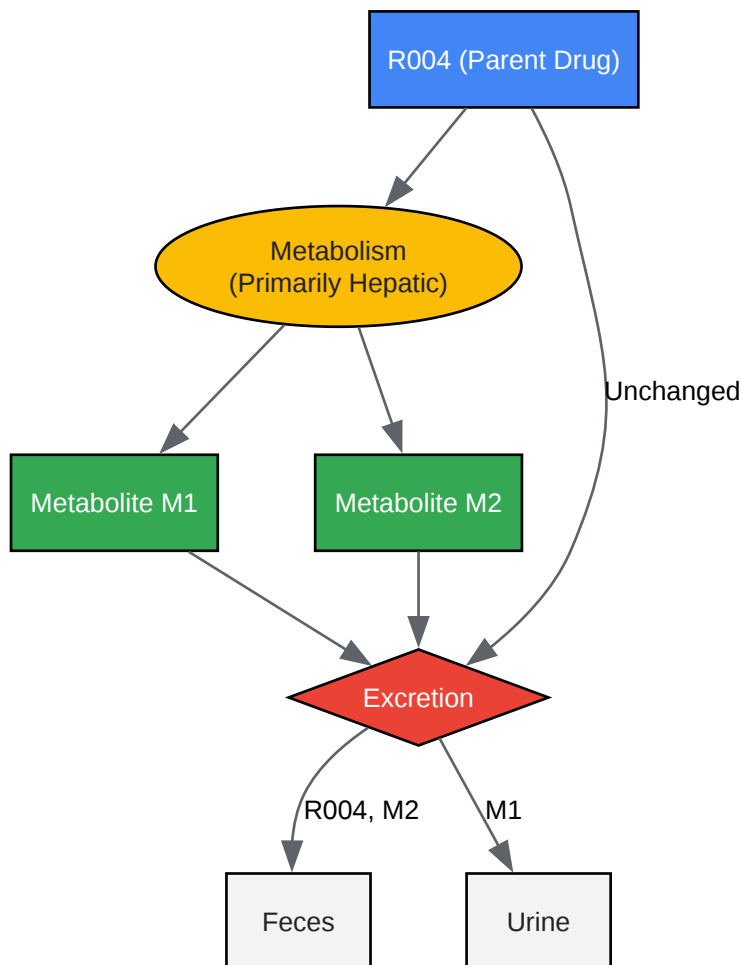 R004 (Parent Drug)
Metabolism
(Primarily Hepatic)
Unchanged
Metabolite M1
Metabolite M2
Excretion
R004, M2
M1
Feces
Urine